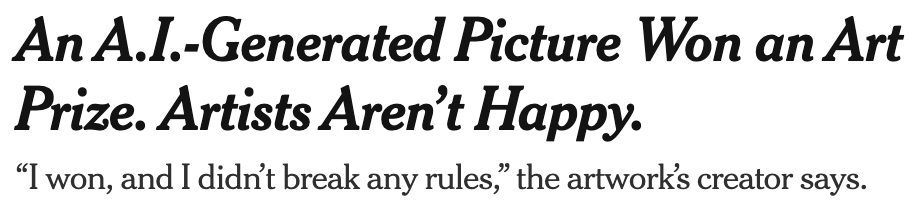 An A.I.-Generated Picture Won an Art
Prize. Artists Aren’t Happy.
“I won, and I didn’t break any rules,” the artwork’s creator says.